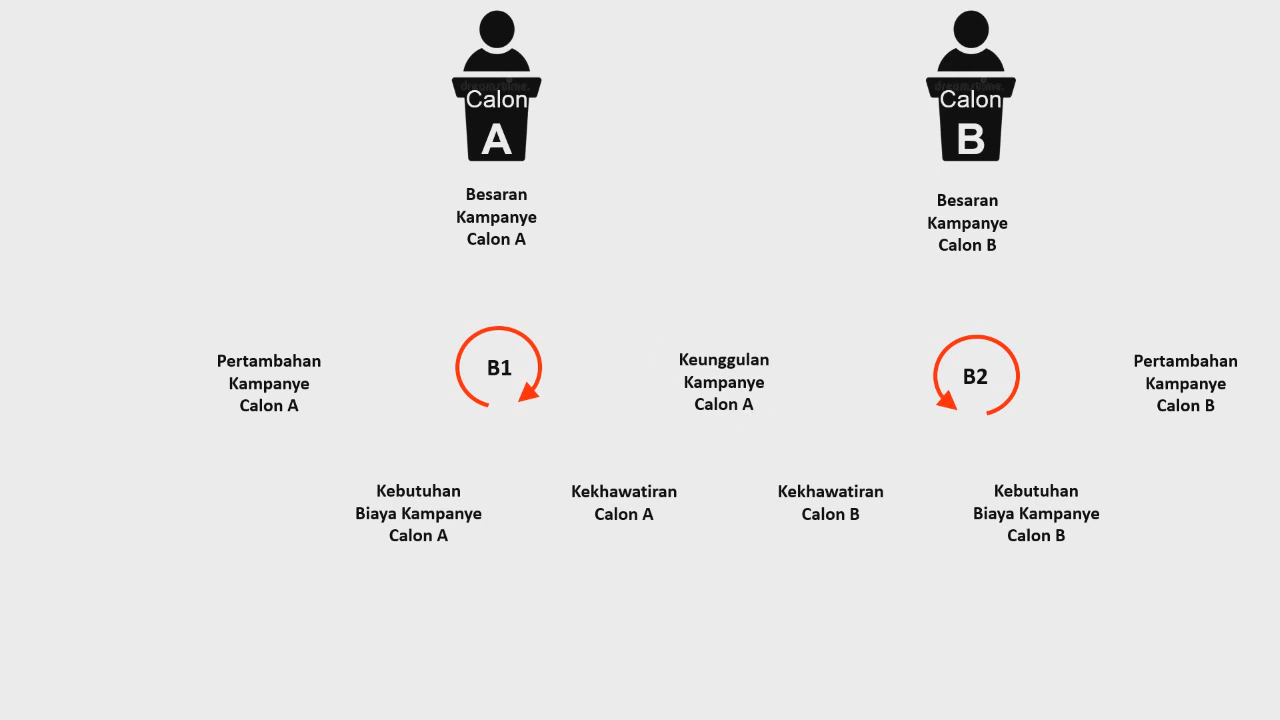 Calon
A
Calon
B
Besaran
Kampanye
Calon A
Besaran
Kampanye
Calon B
Pertambahan
Kampanye
Calon A
B1
Keunggulan
Kampanye
Calon A
B2
Pertambahan
Kampanye
Calon B
Kebutuhan
Biaya Kampanye
Calon A
Kekhawatiran
Calon A
Kekhawatiran
Calon B
Kebutuhan
Biaya Kampanye
Calon B